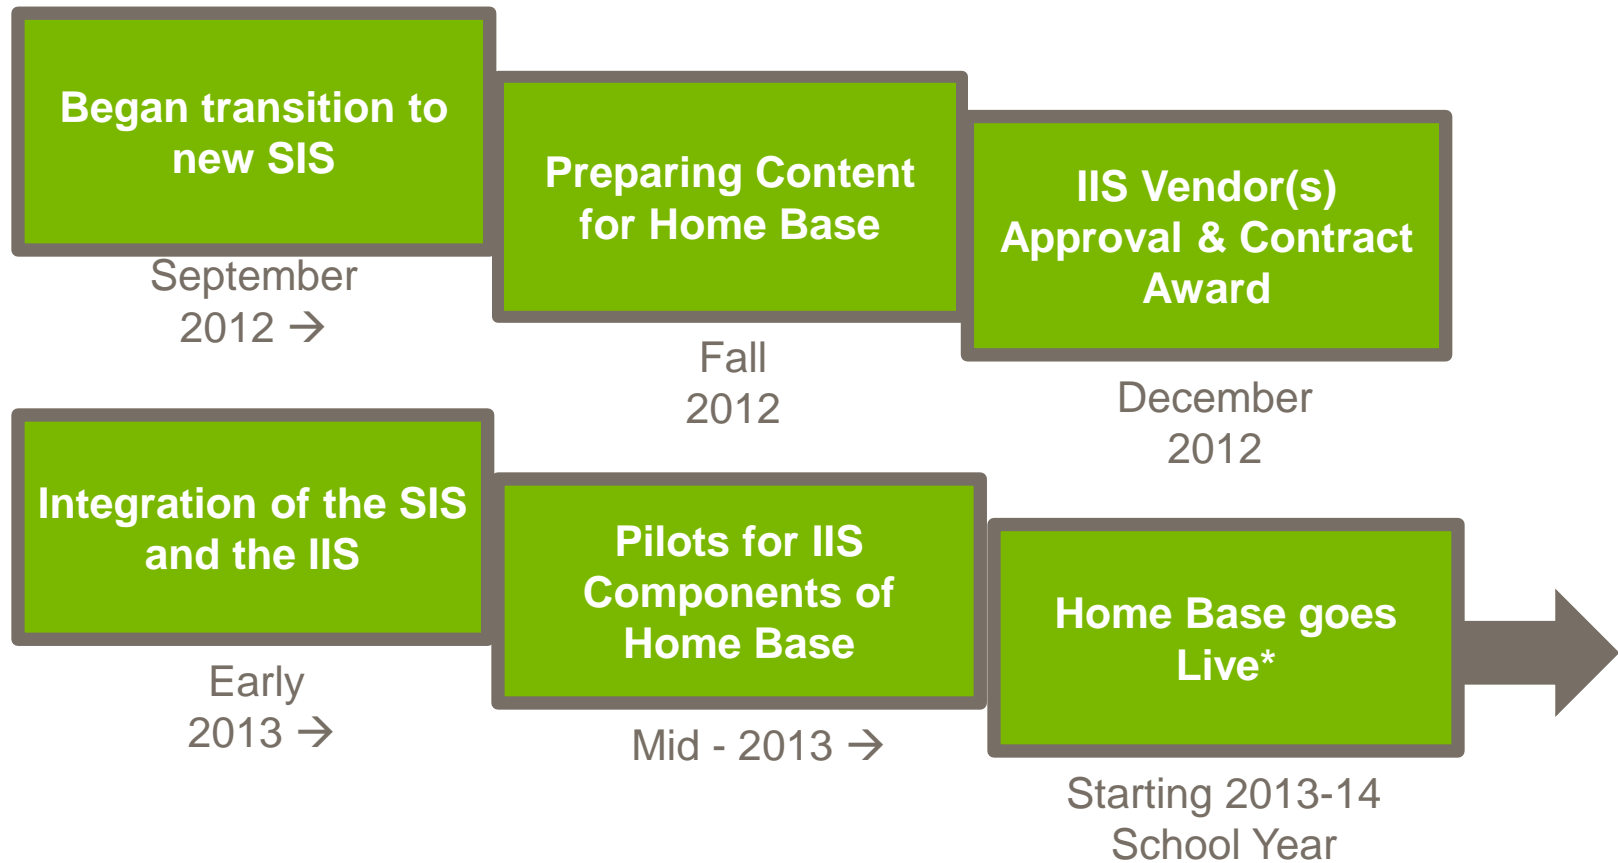 Began transition to
new SIS
September
2012 →
Preparing Content
for Home Base
Fall
2012
IIS Vendor(s)
Approval & Contract
Award
December
2012
Integration of the SIS
and the IIS
Early
2013 →
Pilots for IIS
Components of
Home Base
Mid - 2013 →
Home Base goes
Live*
Starting 2013-14
School Year